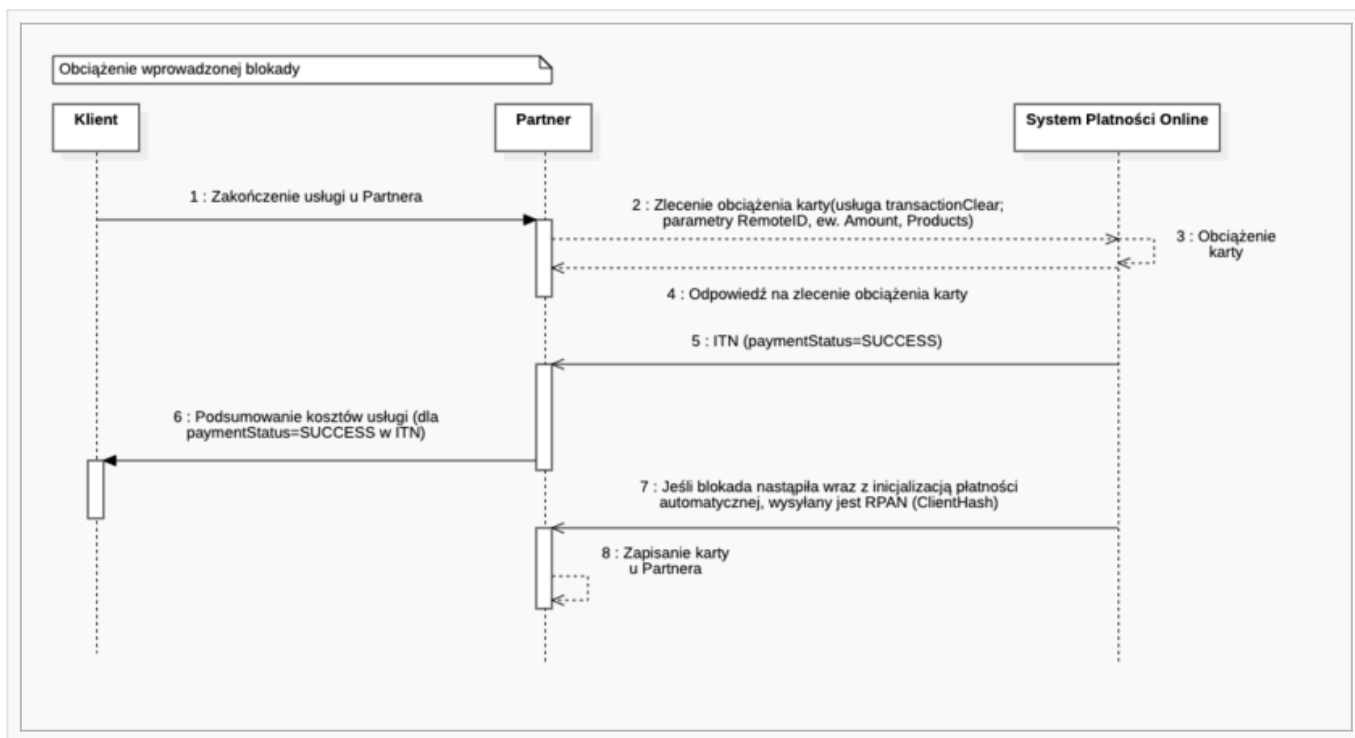 Obciążenie wprowadzonej blokady
Klient
Partner
System Płatności Online
1 : Zakończenie usługi u Partnera
2 : Zlecenie obciążenia karty(usługa transactionClear;
parametry RemoteID, ew. Amount, Products)
3 : Obciążenie
karty
4 : Odpowiedź na zlecenie obciążenia karty
5 : ITN (paymentStatus=SUCCESS)
6 : Podsumowanie kosztów usługi (dla
paymentStatus=SUCCESS w ITN)
7 : Jeśli blokada nastąpiła wraz z inicjalizacją płatności
automatycznej, wysyłany jest RPAN (ClientHash)
8 : Zapisanie karty
u Partnera